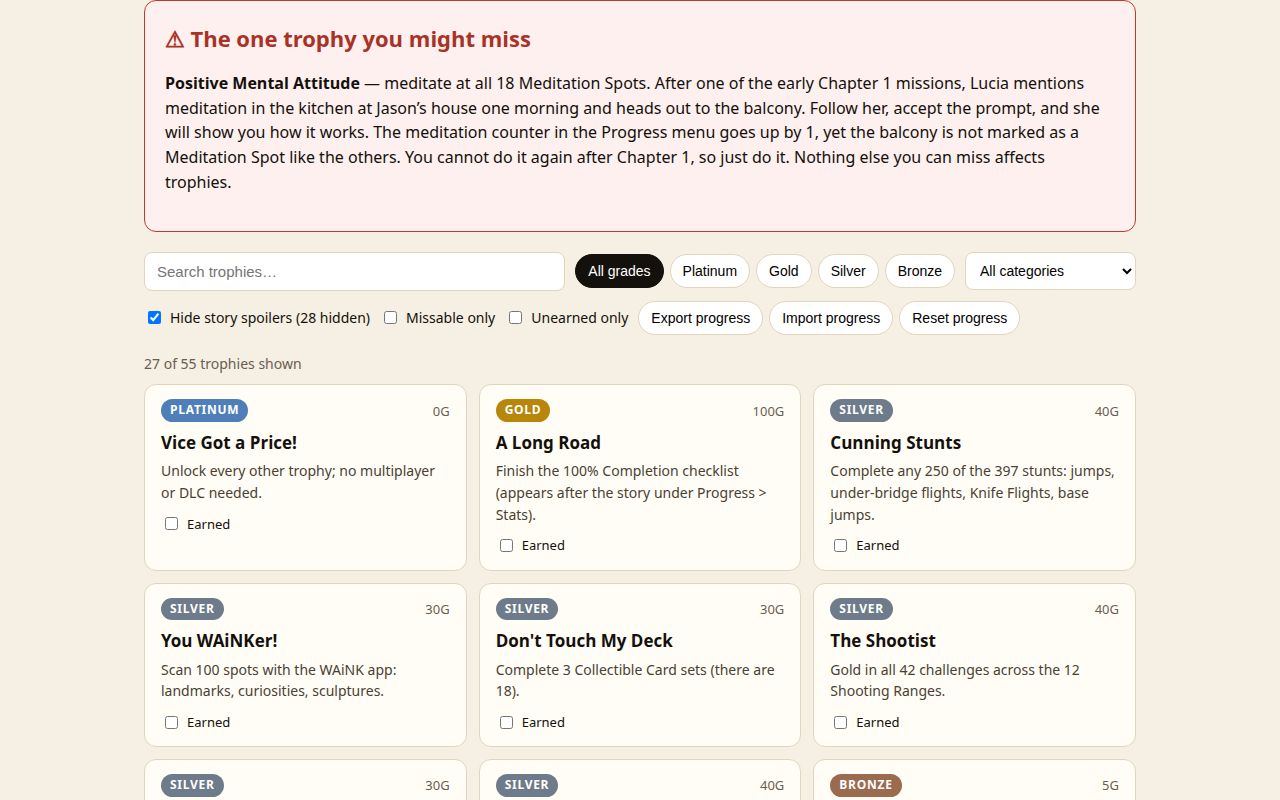 ⚠ The one trophy you might miss
Positive Mental Attitude — meditate at all 18 Meditation Spots. After one of the early Chapter 1 missions, Lucia mentions
meditation in the kitchen at Jason’s house one morning and heads out to the balcony. Follow her, accept the prompt, and she
will show you how it works. The meditation counter in the Progress menu goes up by 1, yet the balcony is not marked as a
Meditation Spot like the others. You cannot do it again after Chapter 1, so just do it. Nothing else you can miss affects
trophies.
Search trophies…
All grades
Platinum
Gold
Silver
Bronze
All categories
Hide story spoilers (28 hidden)
Missable only
Unearned only
Export progress
Import progress
Reset progress
27 of 55 trophies shown
PLATINUM
0G
Vice Got a Price!
Unlock every other trophy; no multiplayer
or DLC needed.
Earned
GOLD
100G
A Long Road
Finish the 100% Completion checklist
(appears after the story under Progress >
Stats).
Earned
SILVER
40G
Cunning Stunts
Complete any 250 of the 397 stunts: jumps,
under-bridge flights, Knife Flights, base
jumps.
Earned
SILVER
30G
You WAiNKer!
Scan 100 spots with the WAiNK app:
landmarks, curiosities, sculptures.
Earned
SILVER
30G
Don't Touch My Deck
Complete 3 Collectible Card sets (there are
18).
Earned
SILVER
40G
The Shootist
Gold in all 42 challenges across the 12
Shooting Ranges.
Earned
SILVER
30G
SILVER
40G
BRONZE
5G